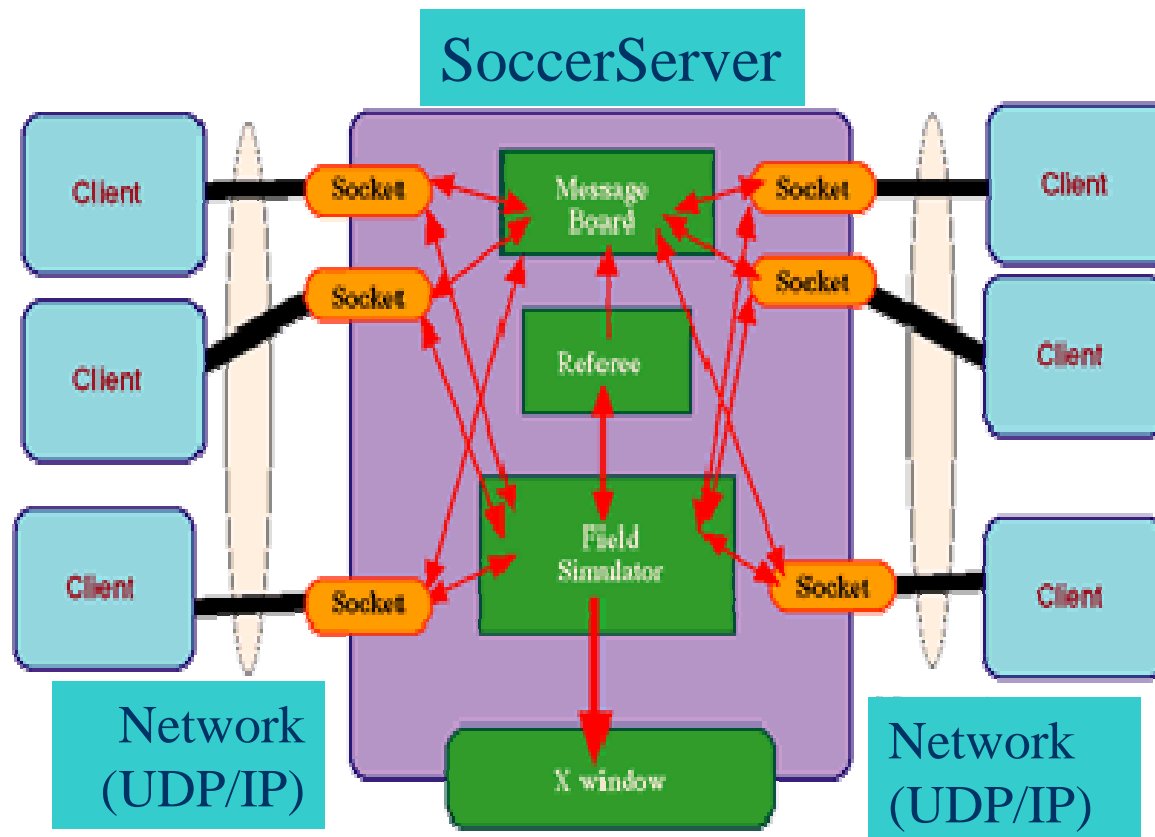 SoccerServer
Client
Socket
Message
Board
Socket
Client
Socket
Socket
Client
Referee
Client
Client
Socket
Field
Simulator
Socket
Client
Network
(UDP/IP)
X window
Network
(UDP/IP)